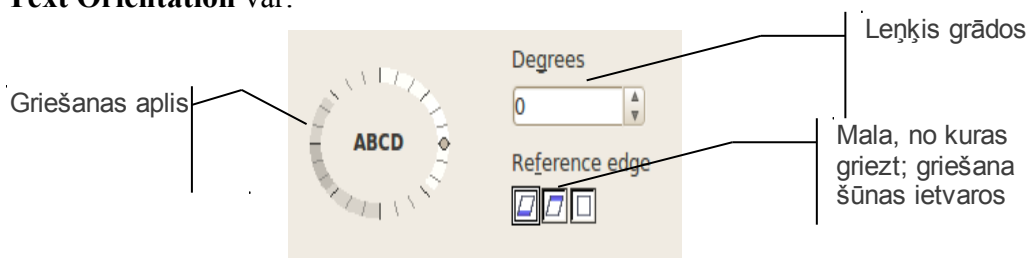 Text Orientation var:
Leņķis grādos
Degrees
Griešanas aplis
0
ABCD
Mala, no kuras
griezt; griešana
šūnas ietvaros
Reference edge